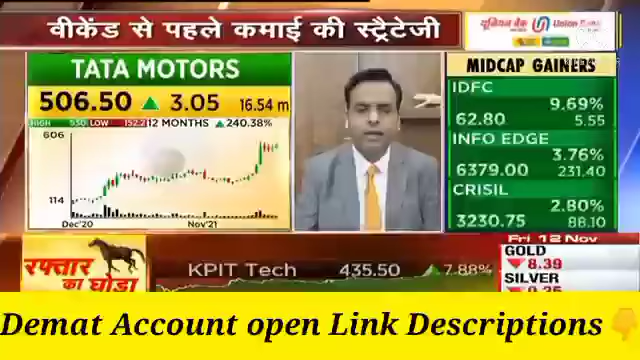 वीकेंड से पहले कमाई की स्ट्रैटेजी
यूनियन बैंक Union Bank
TATA MOTORS
506.50 ▲ 3.05 16.54 m
HIGH 530 LOW 152.2 12 MONTHS ▲ 240.38%
606
114
Dec'20 Nov'21
MIDCAP GAINERS
IDFC
9.69%
62.80 5.55
INFO EDGE
3.76%
6379.00 231.40
CRISIL
2.80%
3230.75 88.10
Fri 12 Nov
रफ्तार
का घोड़ा
KPIT Tech 435.50 ▲ 7.88%
GOLD
▼ 8.39
SILVER
Demat Account open Link Descriptions👇